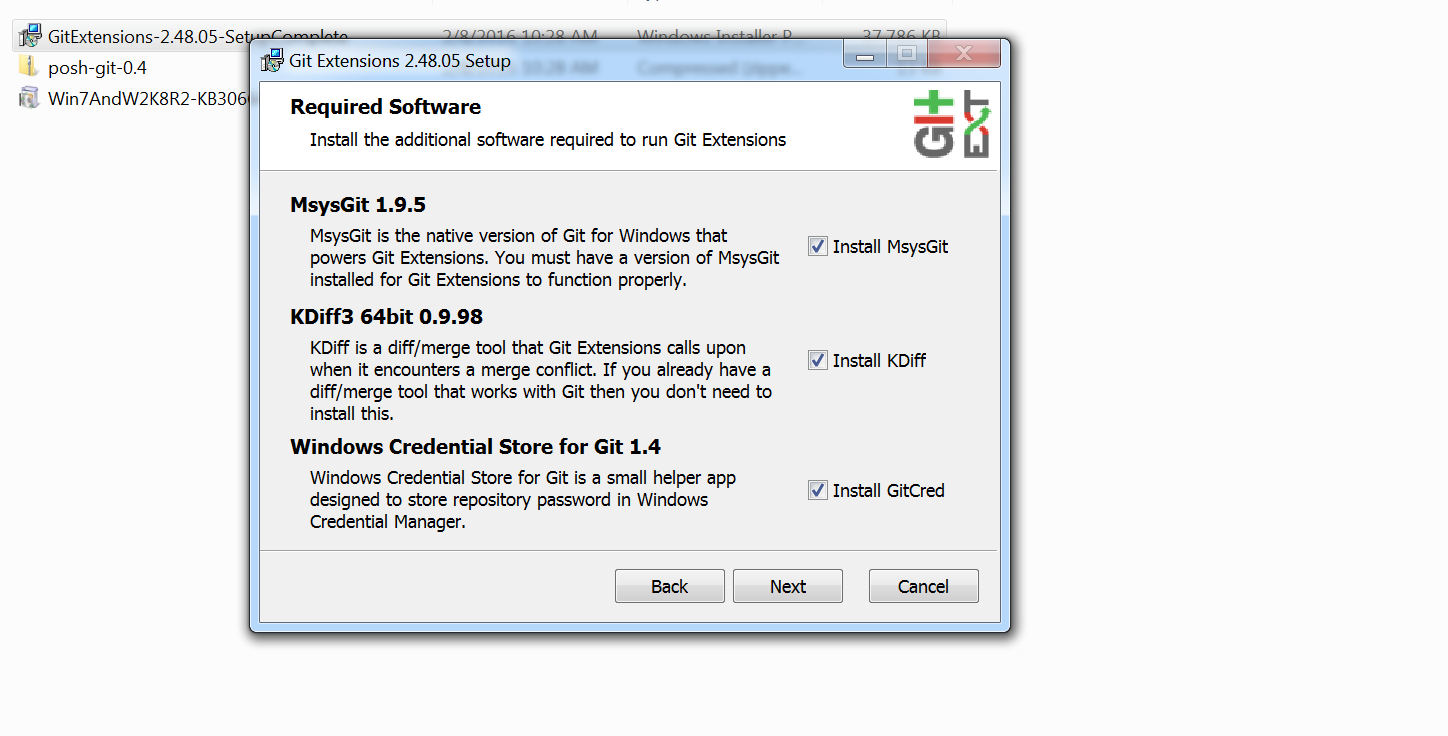 GitExtensions-2.48.05-SetupComplete 2/8/2016 10:28 AM Windows Installer P... 37,786 KB
posh-git-0.4 10:28 AM Compressed (zippe...
Win7AndW2K8R2-KB306
Git Extensions 2.48.05 Setup
Required Software
Install the additional software required to run Git Extensions
Git
EXT
MsysGit 1.9.5
MsysGit is the native version of Git for Windows that
powers Git Extensions. You must have a version of MsysGit
installed for Git Extensions to function properly.
Install MsysGit
KDiff3 64bit 0.9.98
KDiff is a diff/merge tool that Git Extensions calls upon
when it encounters a merge conflict. If you already have a
diff/merge tool that works with Git then you don't need to
install this.
Install KDiff
Windows Credential Store for Git 1.4
Windows Credential Store for Git is a small helper app
designed to store repository password in Windows
Credential Manager.
Install GitCred
Back Next Cancel